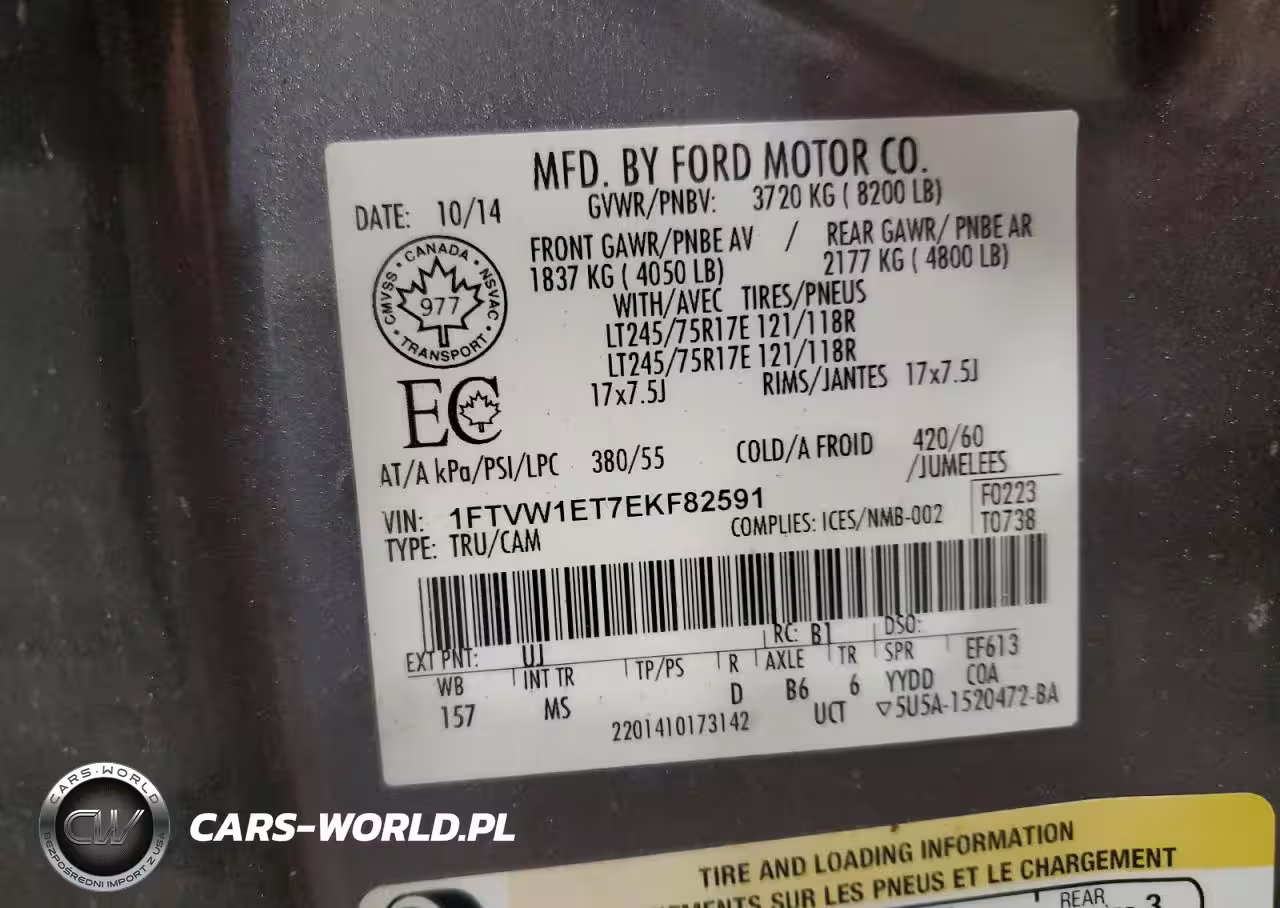 MFD. BY FORD MOTOR CO.
DATE: 10/14
GVWR/PNBV: 3720 KG ( 8200 LB)
FRONT GAWR/PNBE AV / REAR GAWR/ PNBE AR
1837 KG ( 4050 LB) 2177 KG ( 4800 LB)
WITH/AVEC TIRES/PNEUS
LT245/75R17E 121/118R
LT245/75R17E 121/118R
17x7.5J RIMS/JANTES 17x7.5J
CANADA
CMVSS NSVAC
977
TRANSPORT
EC
AT/A kPa/PSI/LPC 380/55 COLD/A FROID 420/60
/JUMELEES
VIN: 1FTVW1ET7EKF82591
F0223
TYPE: TRU/CAM COMPLIES: ICES/NMB-002 T0738
EXT PNT: UJ RC: B1 DSO:
WB INT TR TP/PS R AXLE TR SPR EF613
157 MS D B6 6 YYDD COA
2201410173142 UCT ▽5U5A-1520472-BA
CARS-WORLD
CW
BEZPOŚREDNI IMPORT Z USA
CARS-WORLD.PL
TIRE AND LOADING INFORMATION
SUR LES PNEUS ET LE CHARGEMENT
REAR
3